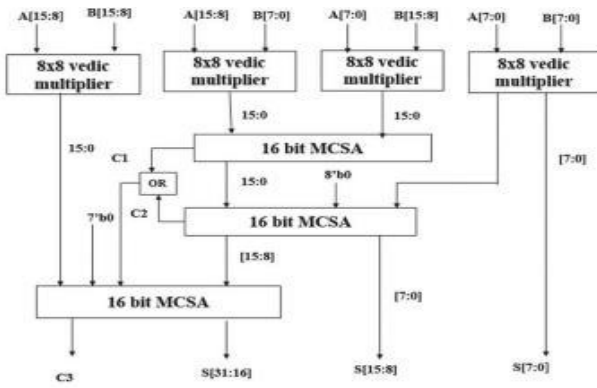 A[15:8] B[15:8] A[15:8] B[7:0] A[7:0] B[15:8] A[7:0] B[7:0]
8x8 vedic multiplier
8x8 vedic multiplier
8x8 vedic multiplier
8x8 vedic multiplier
15:0
15:0
15:0
[7:0]
16 bit MCSA
C1
OR
15:0
8'b0
7'b0
C2
16 bit MCSA
[15:8]
[7:0]
16 bit MCSA
C3
S[31:16]
S[15:8]
S[7:0]